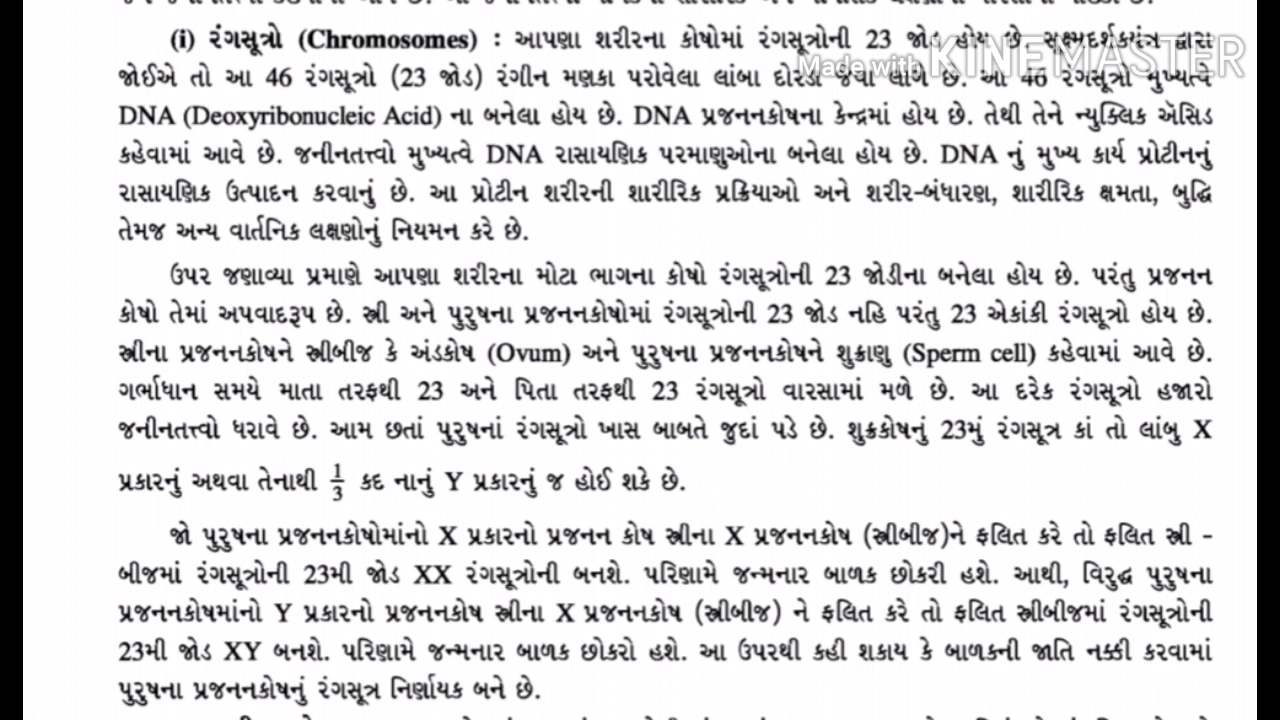 (i) રંગસૂત્રો (Chromosomes) : આપણા શરીરના કોષોમાં રંગસૂત્રોની 23 જોડ હોય છે. સૂક્ષ્મદર્શકયંત્ર દ્વારા
Made with KINEMASTER
જોઈએ તો આ 46 રંગસૂત્રો (23 જોડ) રંગીન મણકા પરોવેલા લાંબા દોરડા જેવા લાગે છે. આ 46 રંગસૂત્રો મુખ્યત્વે
DNA (Deoxyribonucleic Acid) ના બનેલા હોય છે. DNA પ્રજનનકોષના કેન્દ્રમાં હોય છે. તેથી તેને ન્યુક્લિક ઍસિડ
કહેવામાં આવે છે. જનીનતત્ત્વો મુખ્યત્વે DNA રાસાયણિક પરમાણુઓના બનેલા હોય છે. DNA નું મુખ્ય કાર્ય પ્રોટીનનું
રાસાયણિક ઉત્પાદન કરવાનું છે. આ પ્રોટીન શરીરની શારીરિક પ્રક્રિયાઓ અને શરીર-બંધારણ, શારીરિક ક્ષમતા, બુદ્ધિ
તેમજ અન્ય વાર્તનિક લક્ષણોનું નિયમન કરે છે.
ઉપર જણાવ્યા પ્રમાણે આપણા શરીરના મોટા ભાગના કોષો રંગસૂત્રોની 23 જોડીના બનેલા હોય છે. પરંતુ પ્રજનન
કોષો તેમાં અપવાદરૂપ છે. સ્ત્રી અને પુરુષના પ્રજનનકોષોમાં રંગસૂત્રોની 23 જોડ નહિ પરંતુ 23 એકાંકી રંગસૂત્રો હોય છે.
સ્ત્રીના પ્રજનનકોષને સ્ત્રીબીજ કે અંડકોષ (Ovum) અને પુરુષના પ્રજનનકોષને શુક્રાણુ (Sperm cell) કહેવામાં આવે છે.
ગર્ભાધાન સમયે માતા તરફથી 23 અને પિતા તરફથી 23 રંગસૂત્રો વારસામાં મળે છે. આ દરેક રંગસૂત્રો હજારો
જનીનતત્ત્વો ધરાવે છે. આમ છતાં પુરુષનાં રંગસૂત્રો ખાસ બાબતે જુદાં પડે છે. શુક્રકોષનું 23મું રંગસૂત્ર કાં તો લાંબુ X
પ્રકારનું અથવા તેનાથી 1/3 કદ નાનું Y પ્રકારનું જ હોઈ શકે છે.
જો પુરુષના પ્રજનનકોષોમાંનો X પ્રકારનો પ્રજનન કોષ સ્ત્રીના X પ્રજનનકોષ (સ્ત્રીબીજ)ને ફલિત કરે તો ફલિત સ્ત્રી -
બીજમાં રંગસૂત્રોની 23મી જોડ XX રંગસૂત્રોની બનશે. પરિણામે જન્મનાર બાળક છોકરી હશે. આથી, વિરુદ્ધ પુરુષના
પ્રજનનકોષમાંનો Y પ્રકારનો પ્રજનનકોષ સ્ત્રીના X પ્રજનનકોષ (સ્ત્રીબીજ) ને ફલિત કરે તો ફલિત સ્ત્રીબીજમાં રંગસૂત્રોની
23મી જોડ XY બનશે. પરિણામે જન્મનાર બાળક છોકરો હશે. આ ઉપરથી કહી શકાય કે બાળકની જાતિ નક્કી કરવામાં
પુરુષના પ્રજનનકોષનું રંગસૂત્ર નિર્ણાયક બને છે.